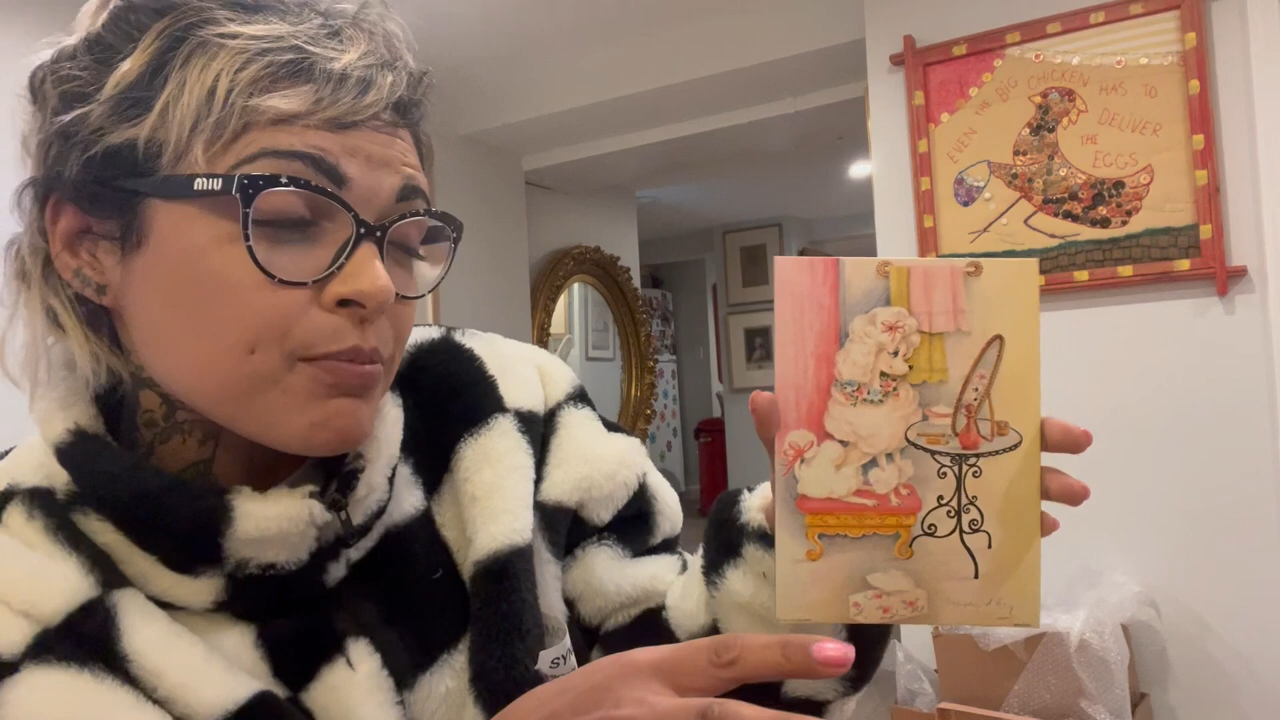 MIU
EVEN THE BIG CHICKEN HAS TO
DELIVER
THE
EGGS